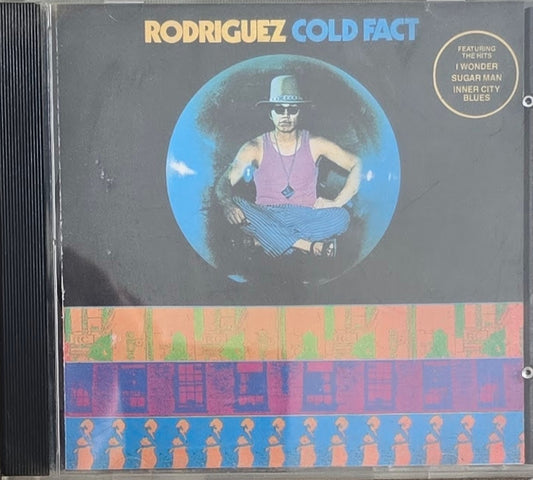 RODRIGUEZ COLD FACT
FEATURING
THE HITS
I WONDER
SUGAR MAN
INNER CITY
BLUES